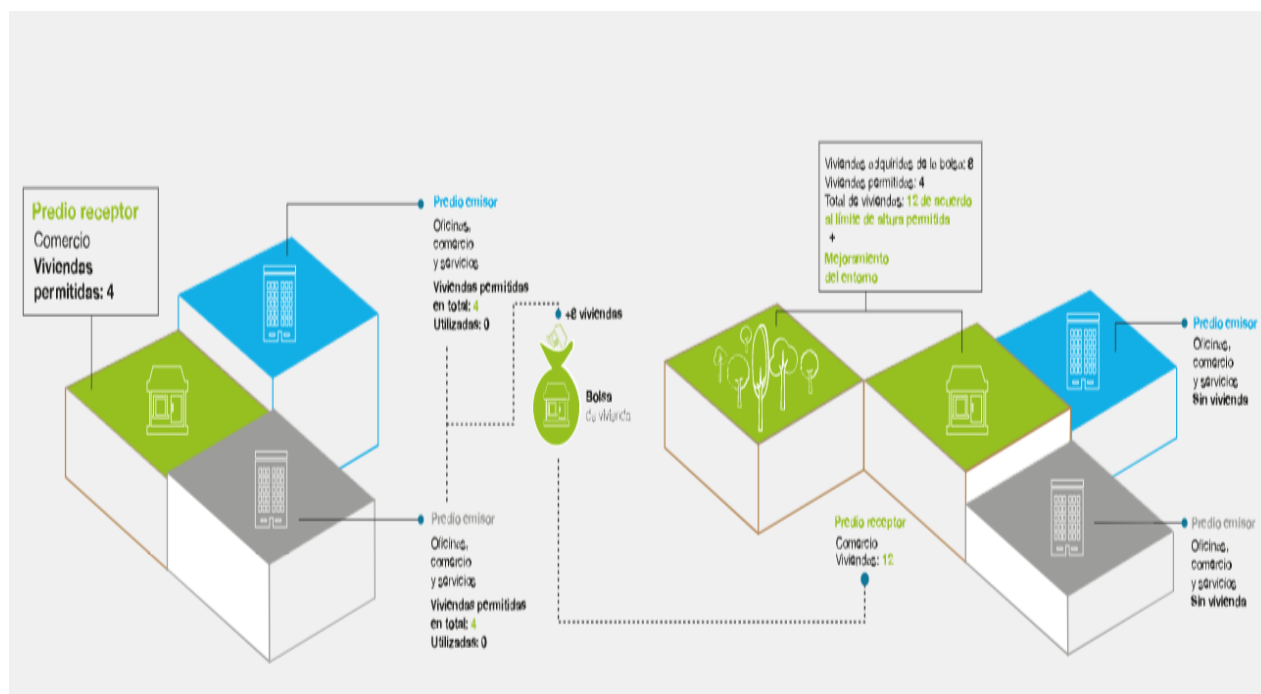 Predio receptor
Comercio
Viviendas
permitidas: 4
Predio emisor
Oficinas,
comercio
y servicios
Viviendas permitidas
en total: 4
Utilizadas: 0
+8 viviendas
Bolsa
de vivienda
Predio emisor
Oficinas,
comercio
y servicios
Viviendas permitidas
en total: 4
Utilizadas: 0
Viviendas adquiridas de la bolsa: 8
Viviendas permitidas: 4
Total de viviendas: 12 de acuerdo
al límite de altura permitida
+
Mejoramiento
del entorno
Predio emisor
Oficinas,
comercio
y servicios
Sin vivienda
Predio receptor
Comercio
Viviendas: 12
Predio emisor
Oficinas,
comercio
y servicios
Sin vivienda